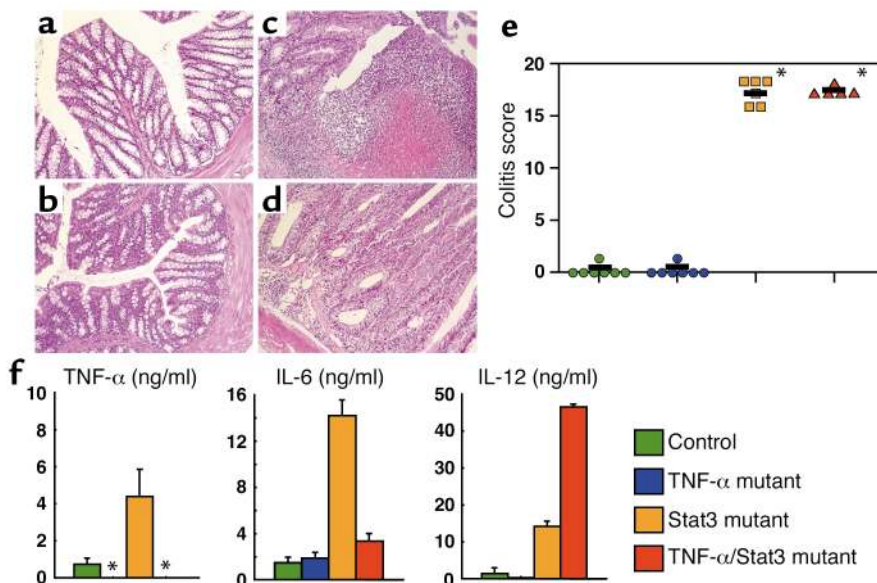 a
c
e
b
d
20
15
10
5
0
Colitis score
*
*
f
TNF-α (ng/ml)
10
8
6
4
2
0
*
*
IL-6 (ng/ml)
16
12
8
4
0
IL-12 (ng/ml)
50
40
30
20
10
0
Control
TNF-α mutant
Stat3 mutant
TNF-α/Stat3 mutant